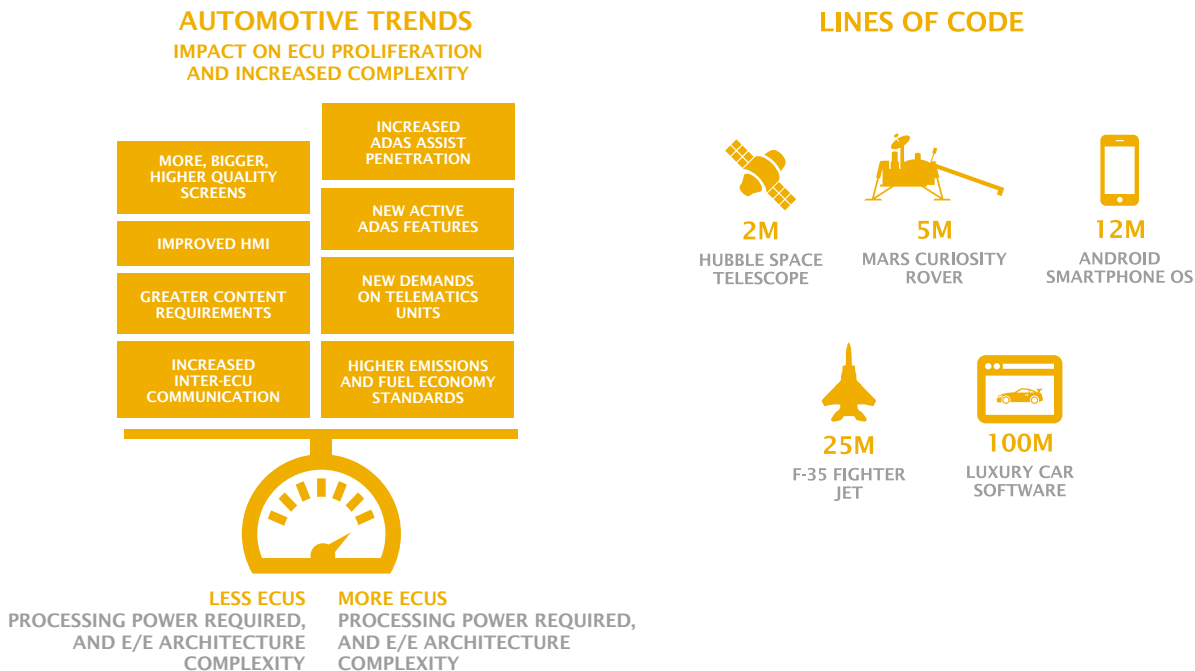 AUTOMOTIVE TRENDS
IMPACT ON ECU PROLIFERATION
AND INCREASED COMPLEXITY
MORE, BIGGER,
HIGHER QUALITY
SCREENS
IMPROVED HMI
GREATER CONTENT
REQUIREMENTS
INCREASED
INTER-ECU
COMMUNICATION
INCREASED
ADAS ASSIST
PENETRATION
NEW ACTIVE
ADAS FEATURES
NEW DEMANDS
ON TELEMATICS
UNITS
HIGHER EMISSIONS
AND FUEL ECONOMY
STANDARDS
LESS ECUS
PROCESSING POWER REQUIRED,
AND E/E ARCHITECTURE
COMPLEXITY
MORE ECUS
PROCESSING POWER REQUIRED,
AND E/E ARCHITECTURE
COMPLEXITY
LINES OF CODE
2M
HUBBLE SPACE
TELESCOPE
5M
MARS CURIOSITY
ROVER
12M
ANDROID
SMARTPHONE OS
25M
F-35 FIGHTER
JET
100M
LUXURY CAR
SOFTWARE